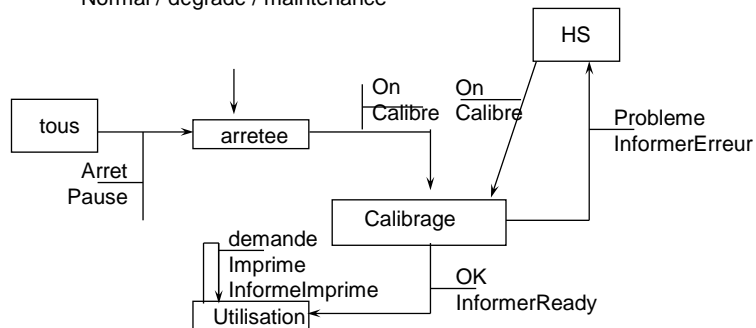 Normal / dégradé / maintenance
HS
On
Calibre
On
Calibre
tous
arretee
Probleme
InformerErreur
Arret
Pause
Calibrage
demande
Imprime
InformeImprime
OK
InformerReady
Utilisation